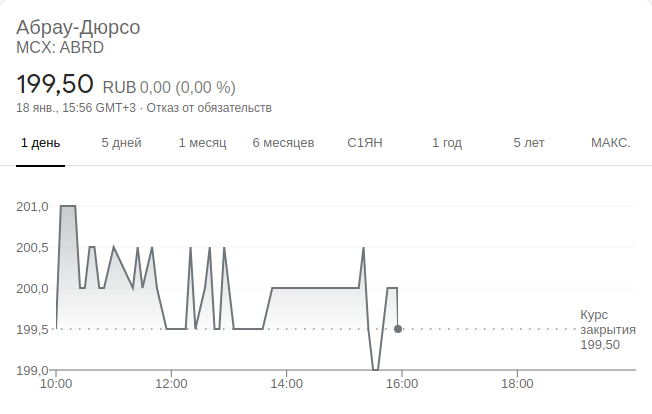 Абрау-Дюрсо
MCX: ABRD
199,50 RUB 0,00 (0,00 %)
18 янв., 15:56 GMT+3 · Отказ от обязательств
1 день 5 дней 1 месяц 6 месяцев С1ЯН 1 год 5 лет МАКС.
201,0
200,5
200,0
199,5
199,0
Курс
закрытия
199,50
10:00 12:00 14:00 16:00 18:00